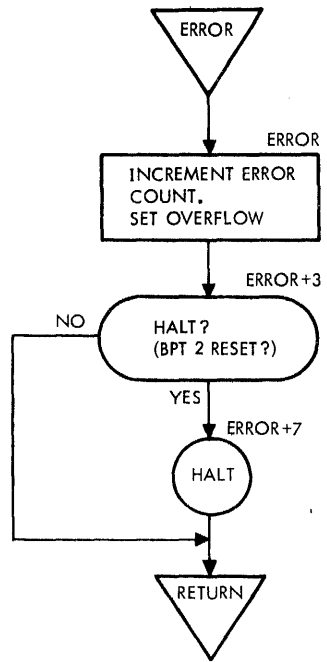 ERROR
ERROR
INCREMENT ERROR
COUNT.
SET OVERFLOW
ERROR+3
NO
HALT?
(BPT 2 RESET?)
YES
ERROR+7
HALT
RETURN